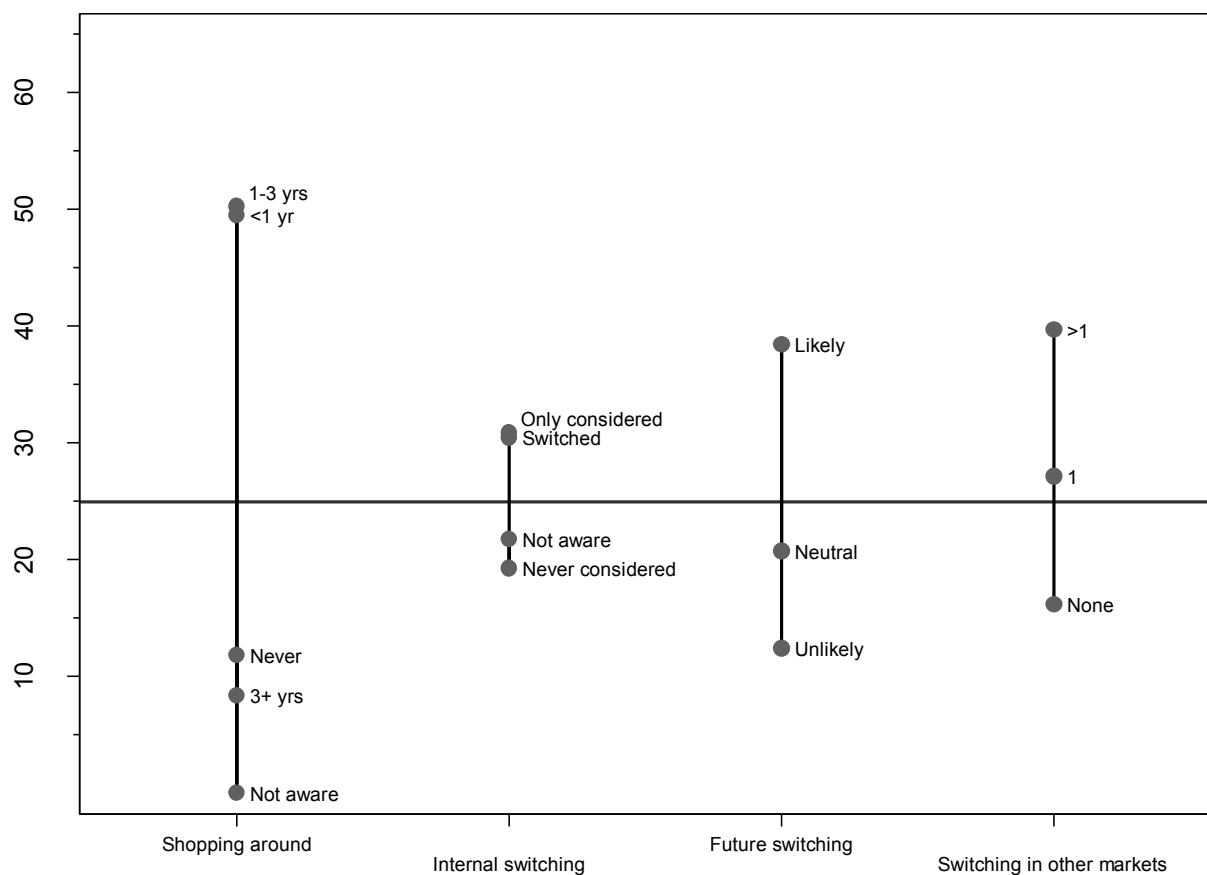 60
50
40
30
20
10
1-3 yrs
<1 yr
Never
3+ yrs
Not aware
Only considered
Switched
Not aware
Never considered
Likely
Neutral
Unlikely
>1
1
None
Shopping around
Internal switching
Future switching
Switching in other markets